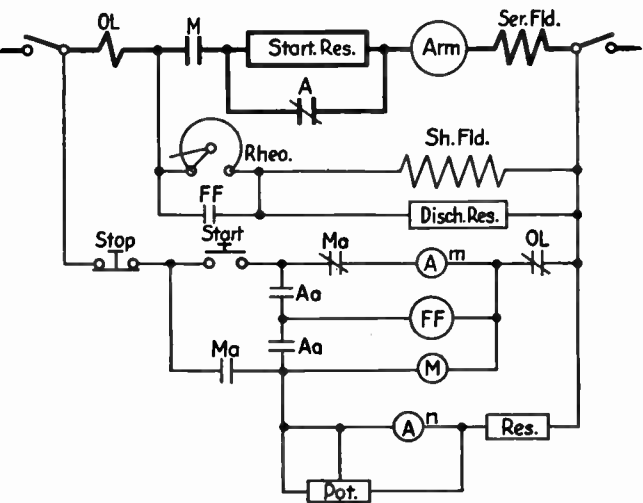 OL
M
Start. Res.
Arm
Ser. Fld.
A
Rheo.
Sh. Fld.
FF
Disch. Res.
Stop
Start
Ma
A m
OL
Aa
FF
Aa
Ma
M
A n
Res.
Pot.